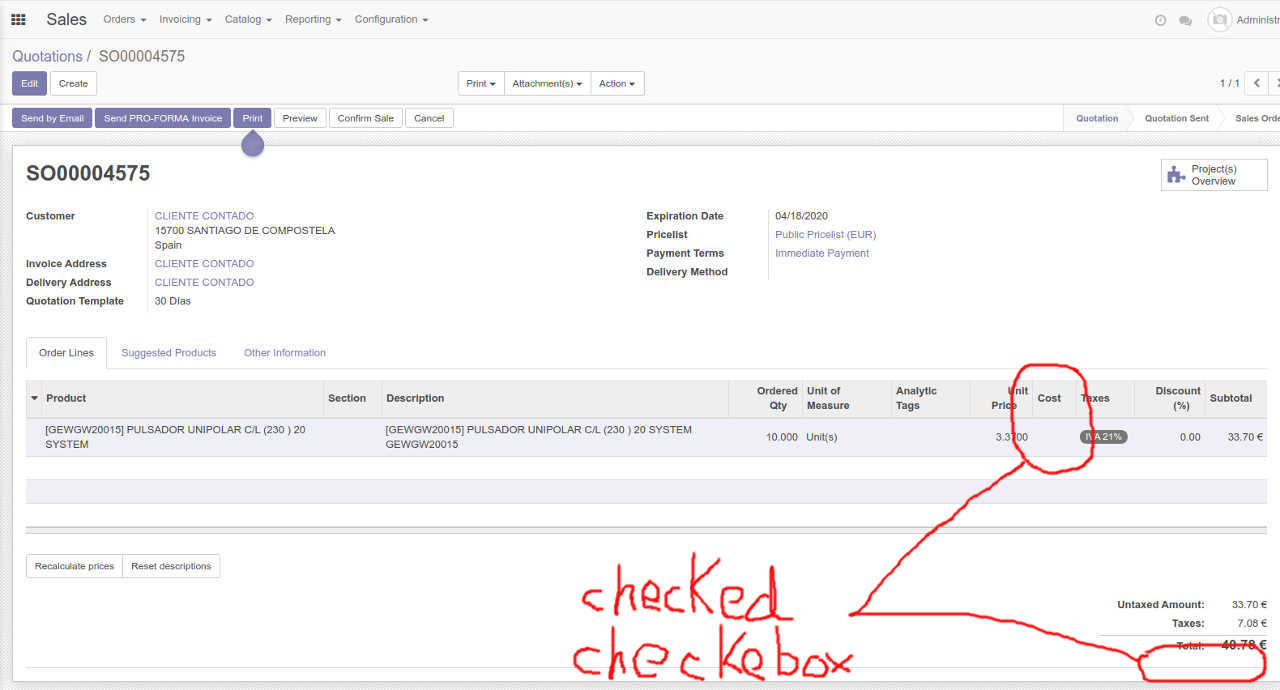 Sales Orders Invoicing Catalog Reporting Configuration Administr
Quotations / SO00004575
Edit Create Print Attachment(s) Action 1 / 1
Send by Email Send PRO-FORMA Invoice Print Preview Confirm Sale Cancel Quotation Quotation Sent Sales Orde
SO00004575
Project(s)
Overview
Customer CLIENTE CONTADO
15700 SANTIAGO DE COMPOSTELA
Spain
Invoice Address CLIENTE CONTADO
Delivery Address CLIENTE CONTADO
Quotation Template 30 Días
Expiration Date 04/18/2020
Pricelist Public Pricelist (EUR)
Payment Terms Immediate Payment
Delivery Method
Order Lines Suggested Products Other Information
Product Section Description Ordered Qty Unit of Measure Analytic Tags Unit Price Cost Taxes Discount (%) Subtotal
[GEWGW20015] PULSADOR UNIPOLAR C/L (230 ) 20 SYSTEM [GEWGW20015] PULSADOR UNIPOLAR C/L (230 ) 20 SYSTEM GEWGW20015 10.000 Unit(s) 3.3700 IVA 21% 0.00 33.70 €
Recalculate prices Reset descriptions
checked
checkebox
Untaxed Amount: 33.70 €
Taxes: 7.08 €
Total: 40.78 €